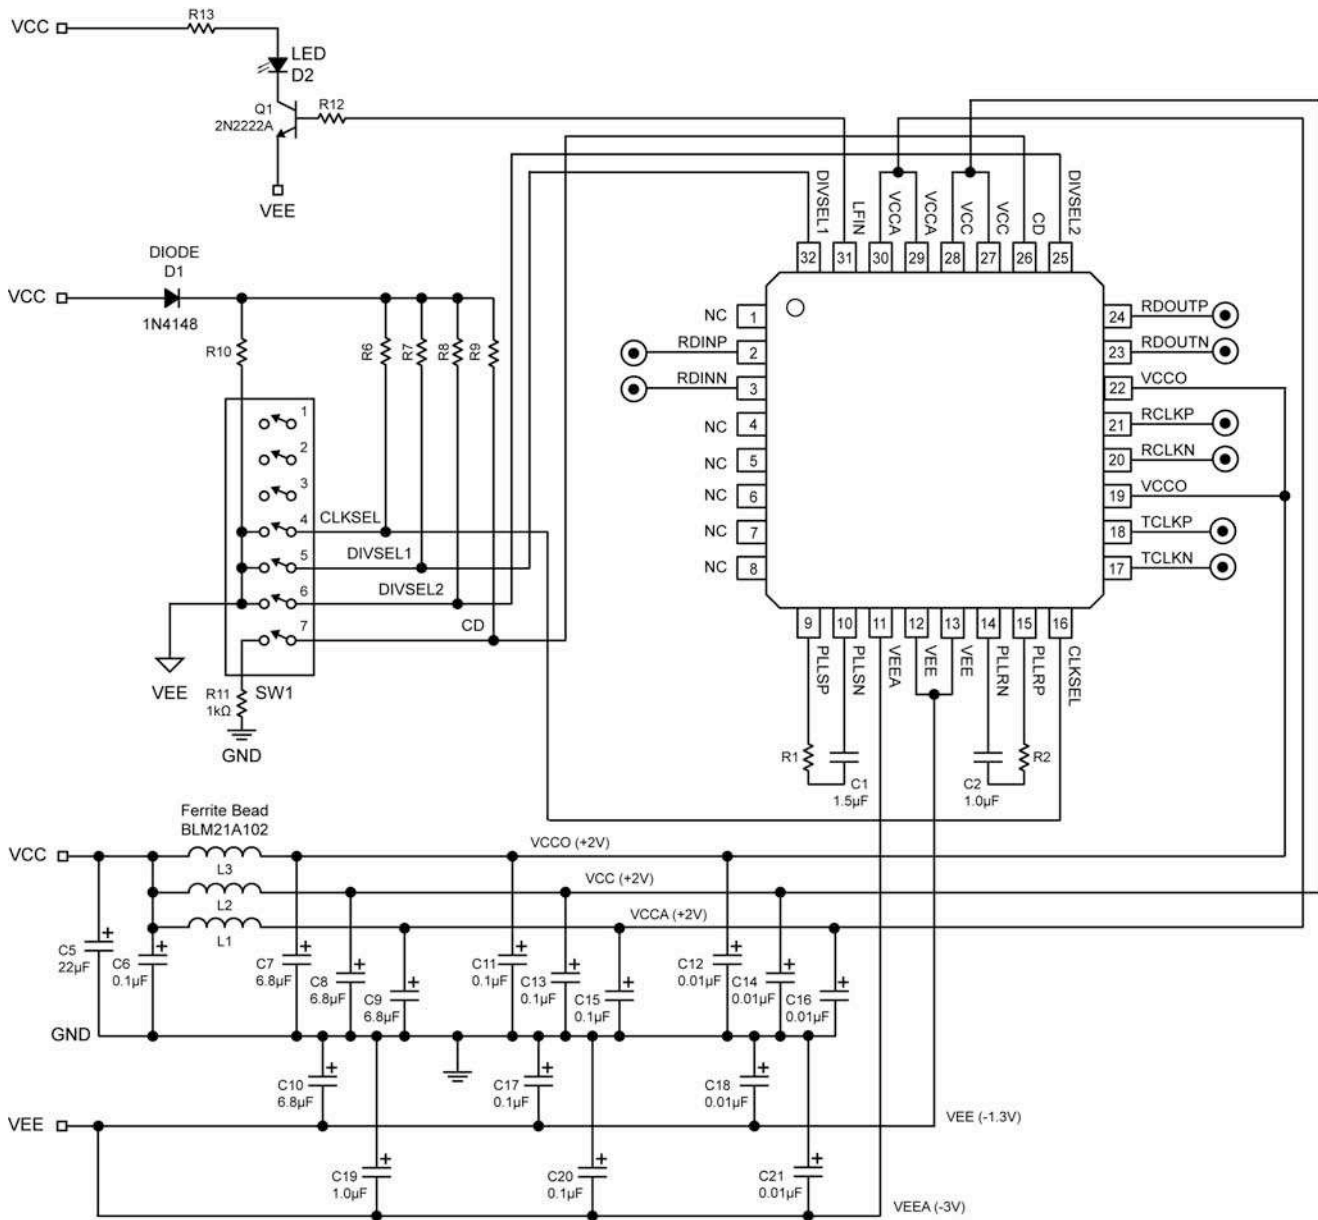 VCC
R13
LED
D2
Q1
2N2222A
R12
VEE
DIODE
D1
VCC
1N4148
R10
R6
R7
R8
R9
1
2
3
4
CLKSEL
5
DIVSEL1
6
DIVSEL2
7
CD
VEE
R11
1kΩ
SW1
GND
DIVSEL1
LFIN
VCCA
VCCA
VCC
VCC
CD
DIVSEL2
32
31
30
29
28
27
26
25
NC
1
RDINP
2
RDINN
3
NC
4
NC
5
NC
6
NC
7
NC
8
24
RDOUTP
23
RDOUTN
22
VCCO
21
RCLKP
20
RCLKN
19
VCCO
18
TCLKP
17
TCLKN
9
10
11
12
13
14
15
16
PLLSP
PLLSN
VEEA
VEE
VEE
PLLRN
PLLRP
CLKSEL
R1
C1
1.5µF
C2
1.0µF
R2
Ferrite Bead
BLM21A102
VCC
L3
L2
L1
VCCO (+2V)
VCC (+2V)
VCCA (+2V)
C5
22µF
C6
0.1µF
C7
6.8µF
C8
6.8µF
C9
6.8µF
C11
0.1µF
C13
0.1µF
C15
0.1µF
C12
0.01µF
C14
0.01µF
C16
0.01µF
GND
C10
6.8µF
C17
0.1µF
C18
0.01µF
VEE
VEE (-1.3V)
C19
1.0µF
C20
0.1µF
C21
0.01µF
VEEA (-3V)